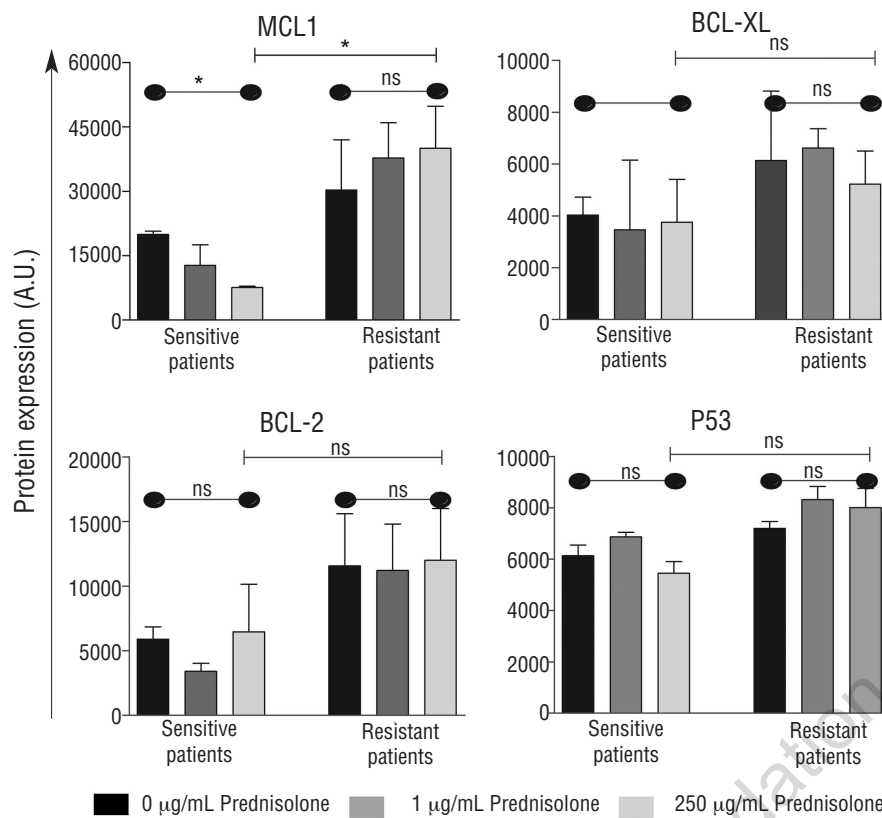 MCL1
*
*
ns
60000
45000
30000
15000
0
Sensitive
patients
Resistant
patients
BCL-XL
ns
ns
10000
8000
6000
4000
2000
0
Sensitive
patients
Resistant
patients
Protein expression (A.U.)
BCL-2
ns
ns
ns
20000
15000
10000
5000
0
Sensitive
patients
Resistant
patients
P53
ns
ns
ns
10000
8000
6000
4000
2000
0
Sensitive
patients
Resistant
patients
0 µg/mL Prednisolone
1 µg/mL Prednisolone
250 µg/mL Prednisolone